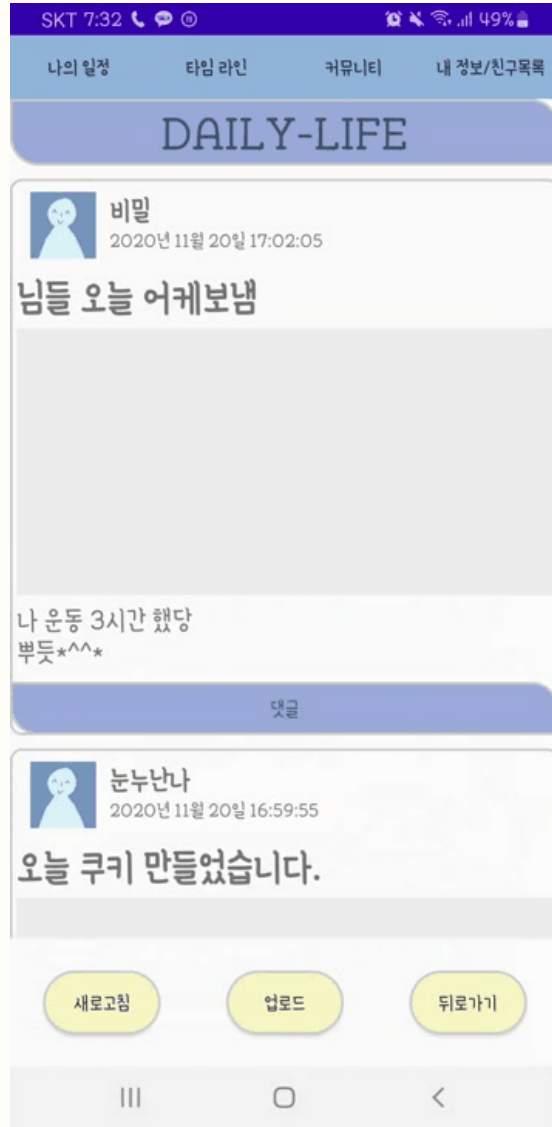 SKT 7:32 49%
나의 일정 타임 라인 커뮤니티 내 정보/친구목록
DAILY-LIFE
비밀
2020년 11월 20일 17:02:05
님들 오늘 어케보냄
나 운동 3시간 했당
뿌듯*^^*
댓글
눈누난나
2020년 11월 20일 16:59:55
오늘 쿠키 만들었습니다.
새로고침 업로드 뒤로가기